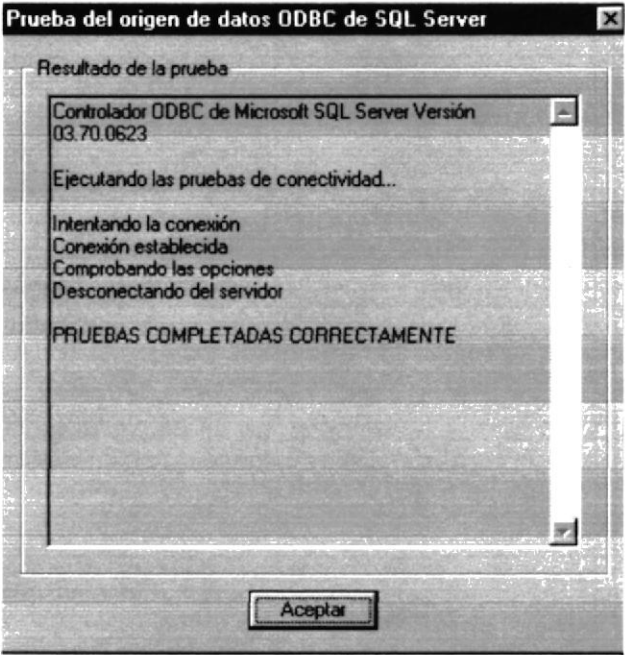 Prueba del origen de datos ODBC de SQL Server
Resultado de la prueba
Controlador ODBC de Microsoft SQL Server Versión
03.70.0623
Ejecutando las pruebas de conectividad...
Intentando la conexión
Conexión establecida
Comprobando las opciones
Desconectando del servidor
PRUEBAS COMPLETADAS CORRECTAMENTE
Aceptar